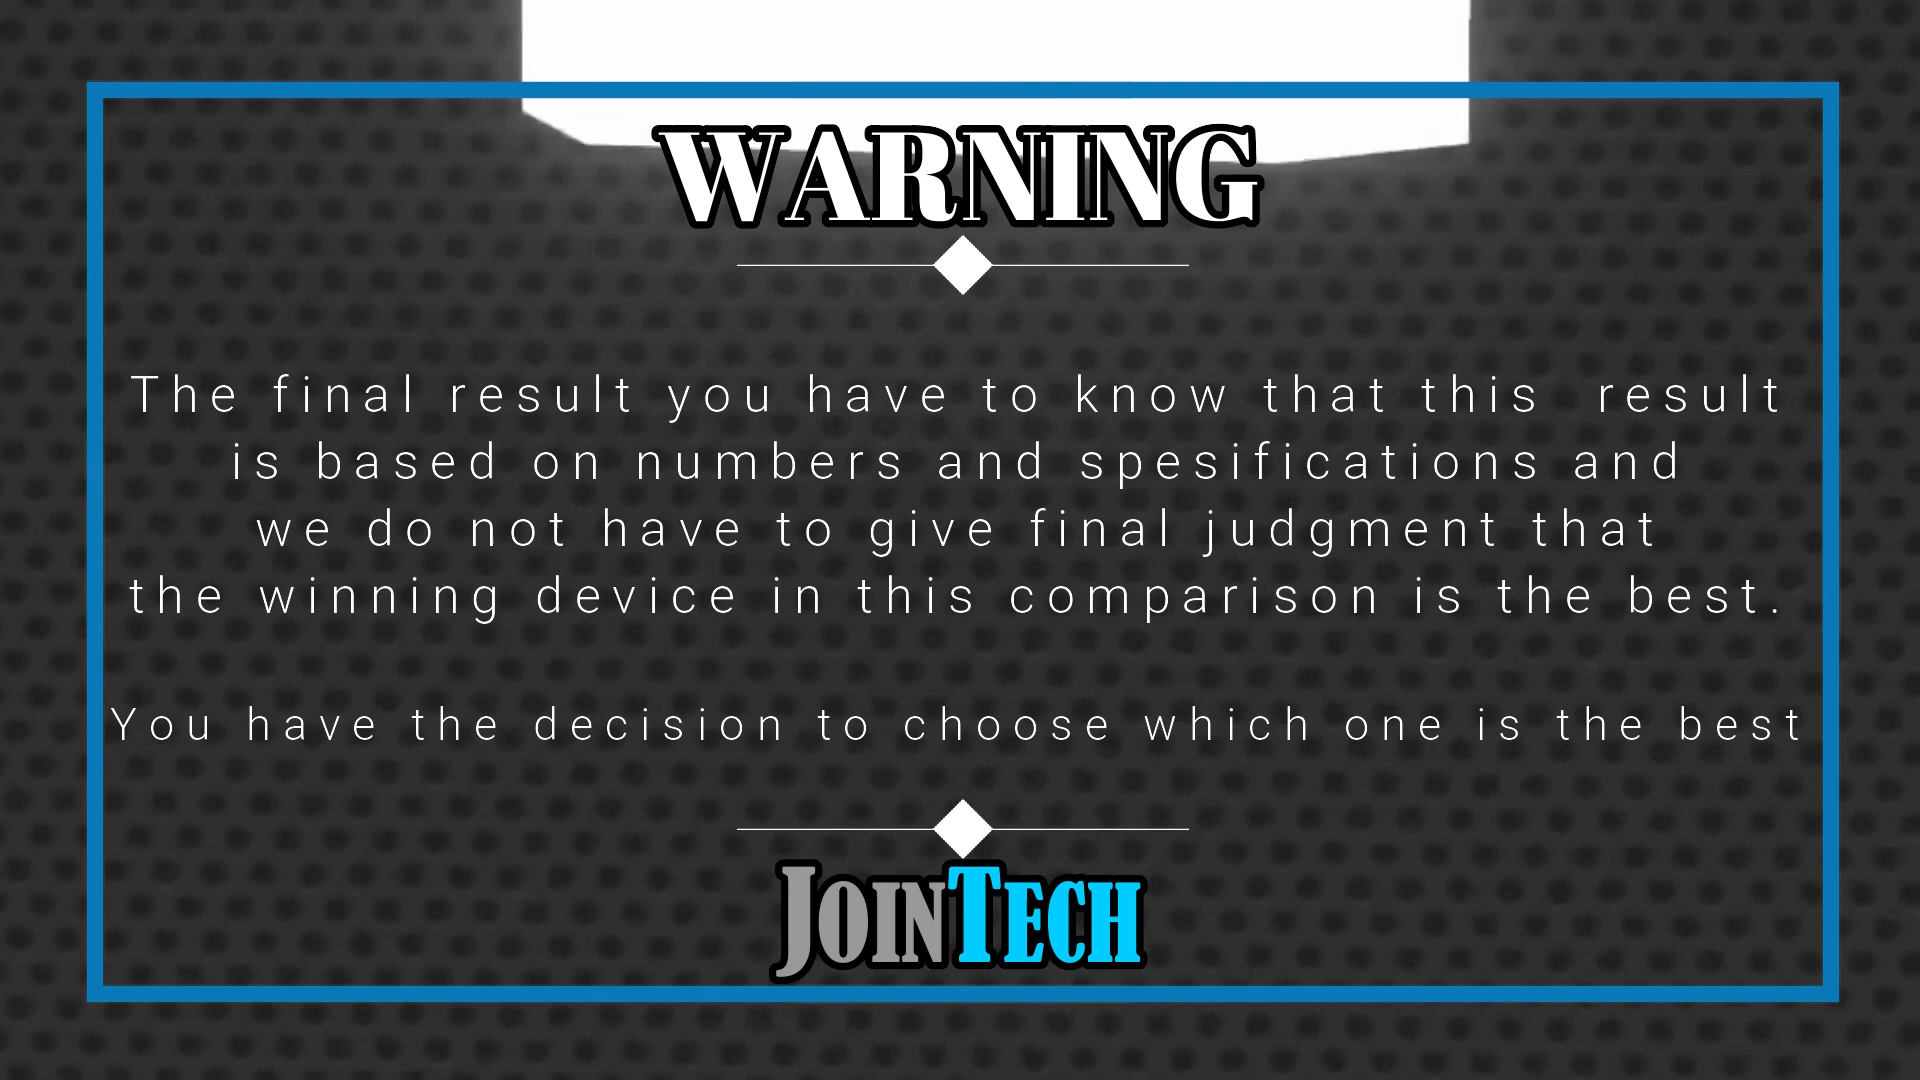 WARNING
The final result you have to know that this result
is based on numbers and spesifications and
we do not have to give final judgment that
the winning device in this comparison is the best.
You have the decision to choose which one is the best
JOINTECH